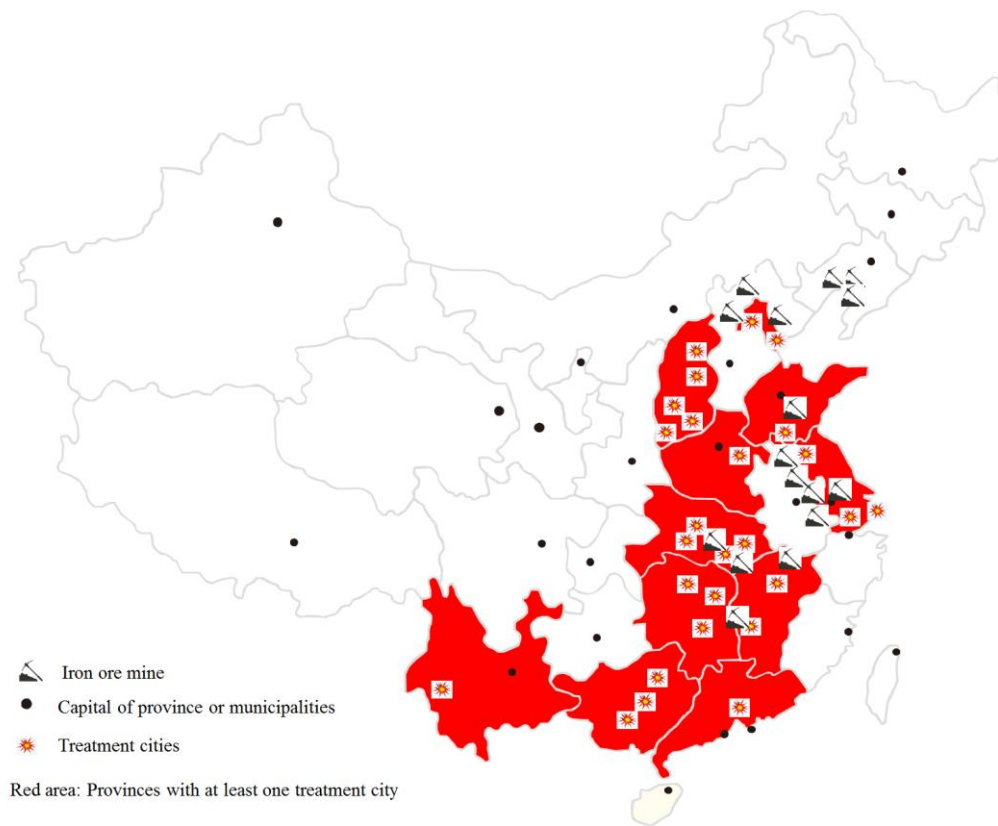 Iron ore mine
Capital of province or municipalities
Treatment cities
Red area: Provinces with at least one treatment city